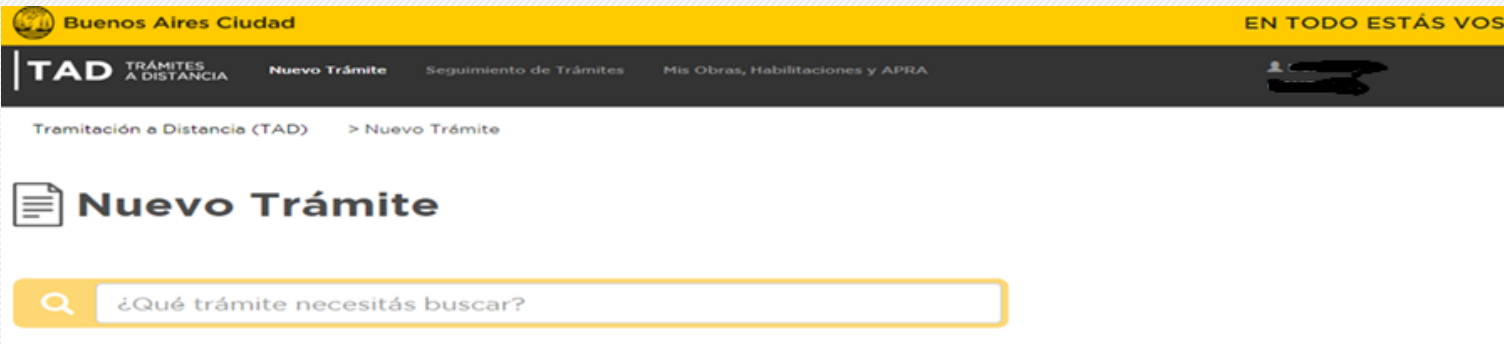 Buenos Aires Ciudad
EN TODO ESTÁS VOS
TAD TRÁMITES A DISTANCIA
Nuevo Trámite
Seguimiento de Trámites
Mis Obras, Habilitaciones y APRA
Tramitación a Distancia (TAD) > Nuevo Trámite
Nuevo Trámite
¿Qué trámite necesitás buscar?